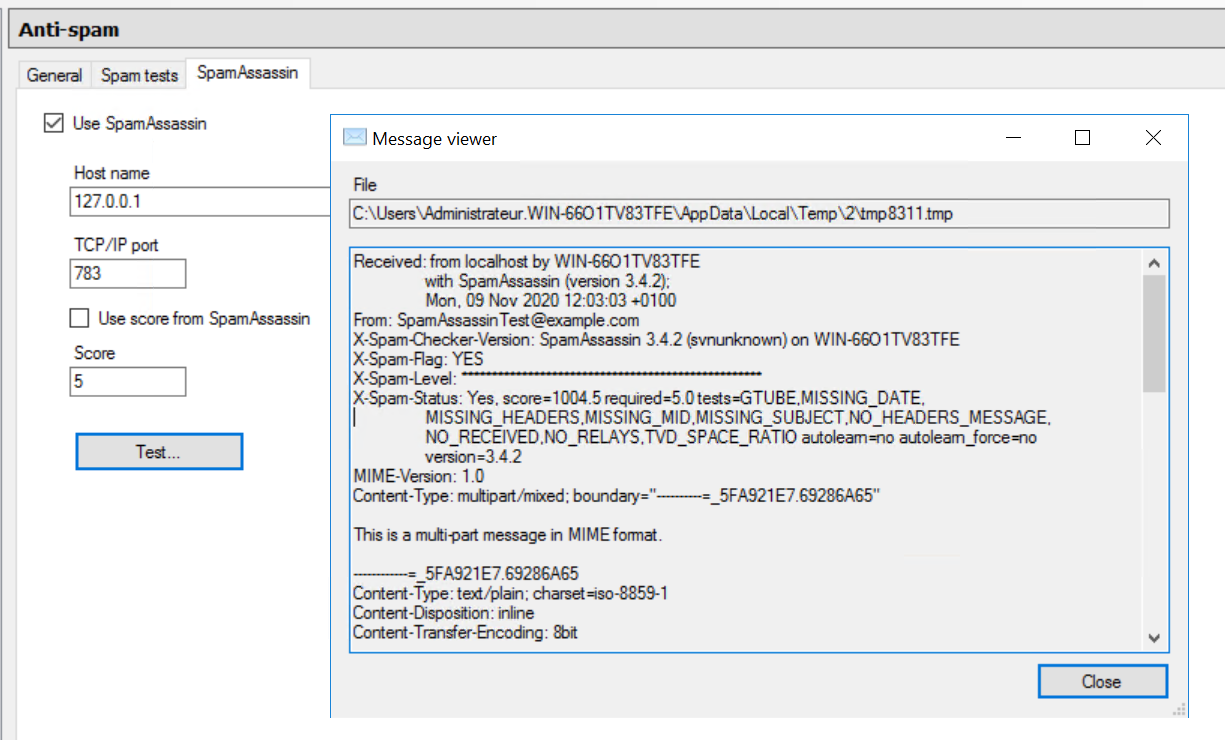 Anti-spam
General
Spam tests
SpamAssassin
Use SpamAssassin
Host name
127.0.0.1
TCP/IP port
783
Use score from SpamAssassin
Score
5
Test...
Message viewer
File
C:\Users\Administrateur.WIN-66O1TV83TFE\AppData\Local\Temp\2\tmp8311.tmp
Received: from localhost by WIN-66O1TV83TFE
with SpamAssassin (version 3.4.2);
Mon, 09 Nov 2020 12:03:03 +0100
From: SpamAssassinTest@example.com
X-Spam-Checker-Version: SpamAssassin 3.4.2 (svnunknown) on WIN-66O1TV83TFE
X-Spam-Flag: YES
X-Spam-Level: **************************************************
X-Spam-Status: Yes, score=1004.5 required=5.0 tests=GTUBE,MISSING_DATE,
MISSING_HEADERS,MISSING_MID,MISSING_SUBJECT,NO_HEADERS_MESSAGE,
NO_RECEIVED,NO_RELAYS,TVD_SPACE_RATIO autolearn=no autolearn_force=no
version=3.4.2
MIME-Version: 1.0
Content-Type: multipart/mixed; boundary="----------=_5FA921E7.69286A65"
This is a multi-part message in MIME format.
------------=_5FA921E7.69286A65
Content-Type: text/plain; charset=iso-8859-1
Content-Disposition: inline
Content-Transfer-Encoding: 8bit
Close